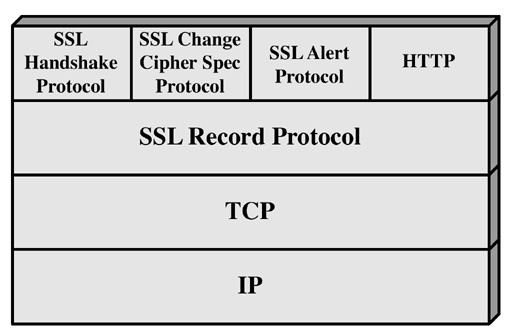 SSL
Handshake
Protocol
SSL Change
Cipher Spec
Protocol
SSL Alert
Protocol
HTTP
SSL Record Protocol
TCP
IP